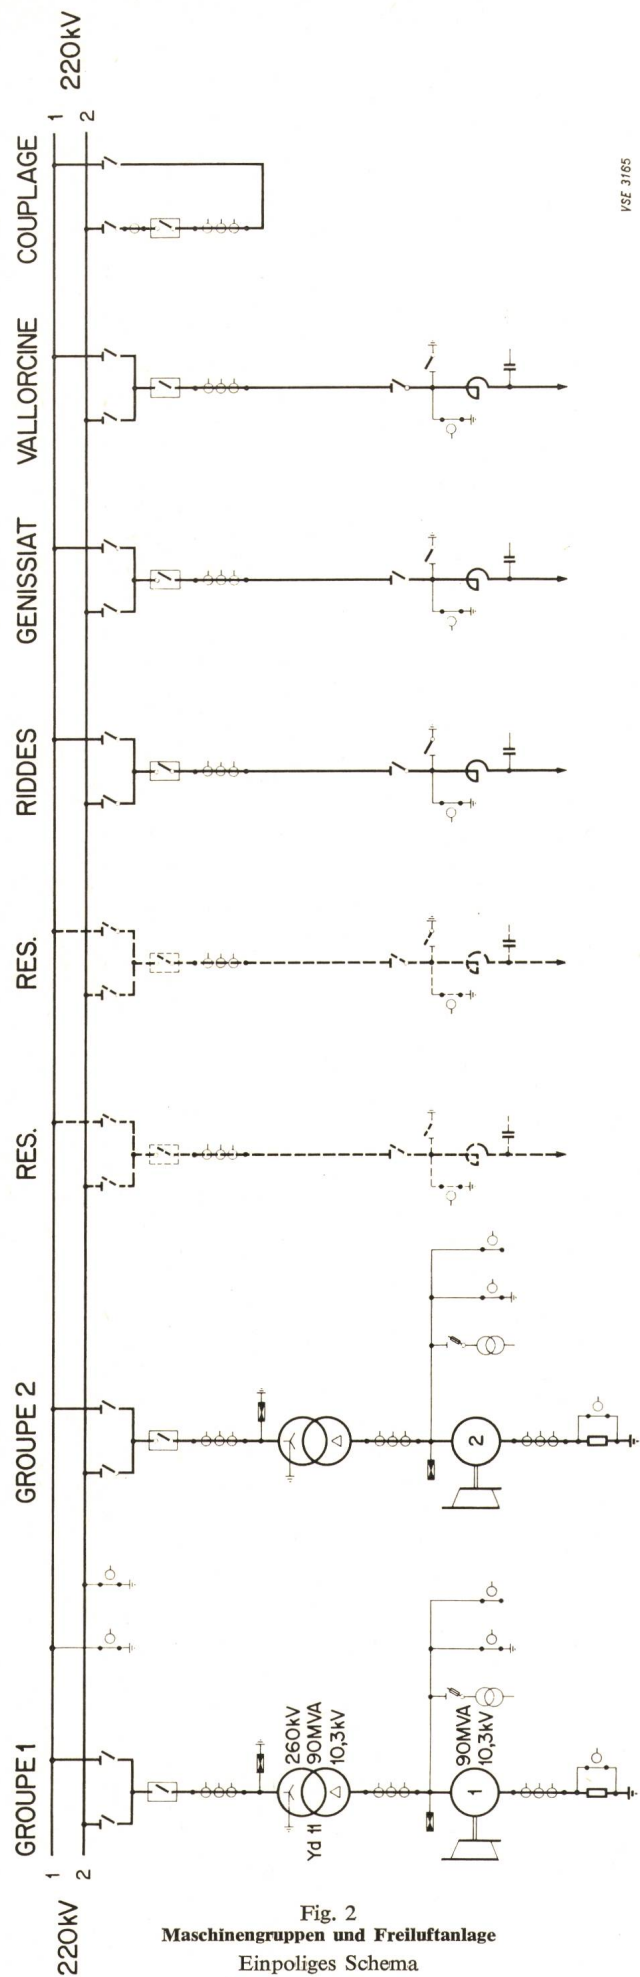 220kV
1
2
GROUPE 1
GROUPE 2
RES.
RES.
RIDDES
GENISSIAT
VALLORCINE
COUPLAGE
1
2
220kV
260kV
90MVA
10,3kV
Yd 11
90MVA
10,3kV
1
2
VSE 3165
Fig. 2
Maschinengruppen und Freiluftanlage
Einpoliges Schema